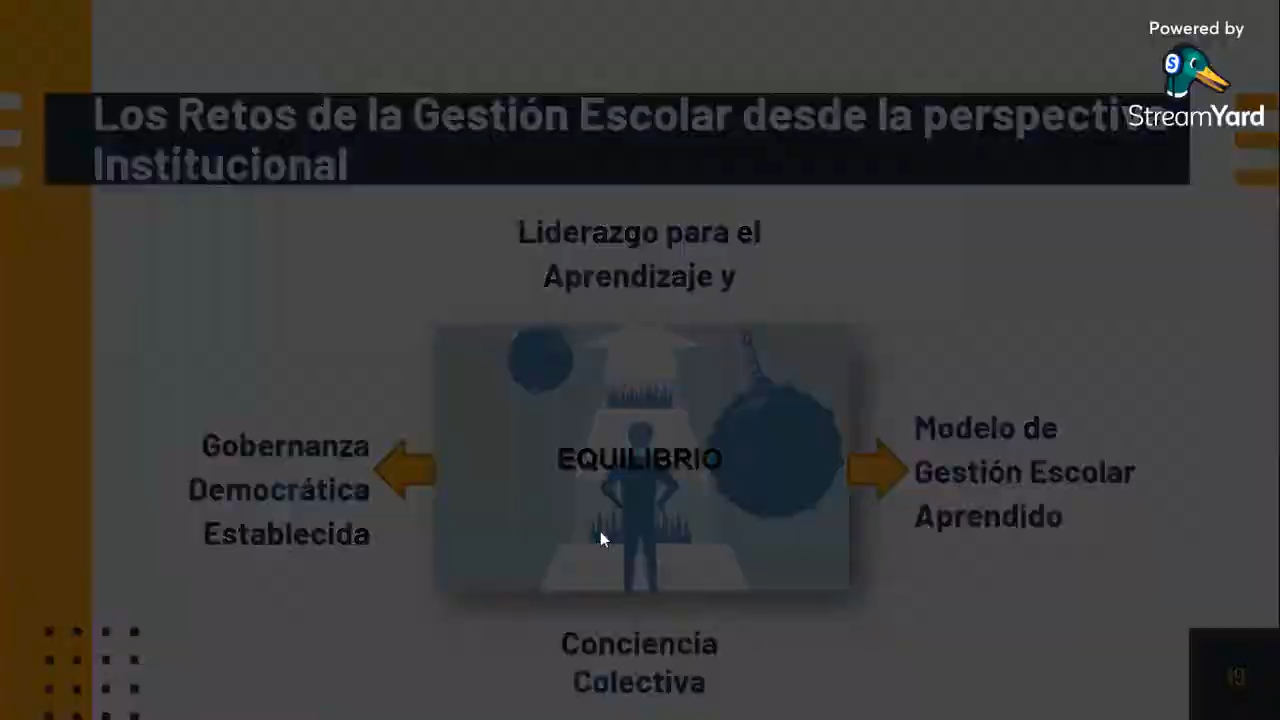 Powered by
StreamYard
Los Retos de la Gestión Escolar desde la perspectiva
Institucional
Liderazgo para el
Aprendizaje y
Gobernanza
Democrática
Establecida
EQUILIBRIO
Modelo de
Gestión Escolar
Aprendido
Conciencia
Colectiva
19